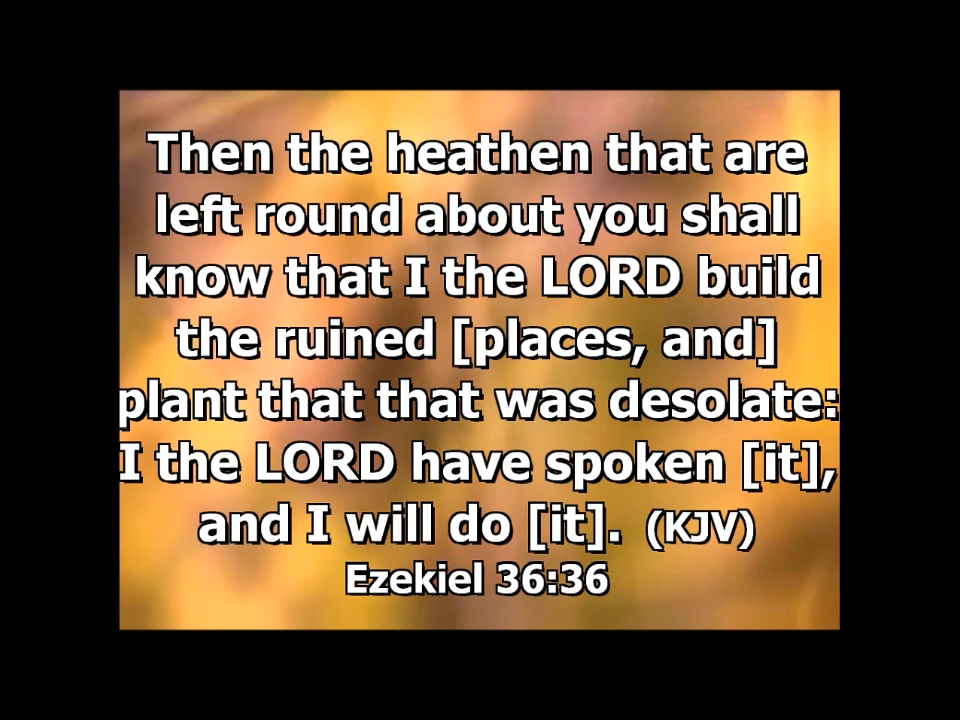 Then the heathen that are
left round about you shall
know that I the LORD build
the ruined [places, and]
plant that that was desolate:
I the LORD have spoken [it],
and I will do [it]. (KJV)
Ezekiel 36:36